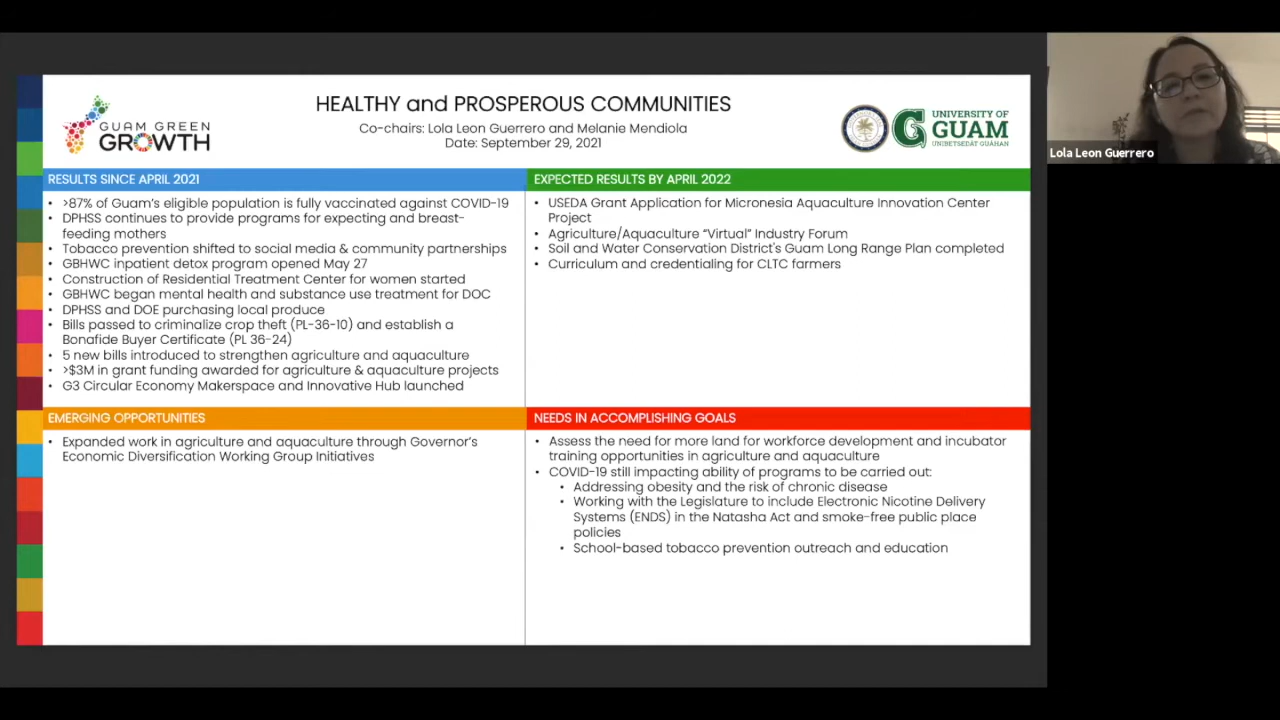 HEALTHY and PROSPEROUS COMMUNITIES
Co-chairs: Lola Leon Guerrero and Melanie Mendiola
Date: September 29, 2021
GUAM GREEN
GROWTH
UNIVERSITY OF
GUAM
UNIBETSEDÅT GUÅHAN
Lola Leon Guerrero
RESULTS SINCE APRIL 2021
• >87% of Guam's eligible population is fully vaccinated against COVID-19
• DPHSS continues to provide programs for expecting and breast-
feeding mothers
• Tobacco prevention shifted to social media & community partnerships
• GBHWC inpatient detox program opened May 27
• Construction of Residential Treatment Center for women started
• GBHWC began mental health and substance use treatment for DOC
• DPHSS and DOE purchasing local produce
• Bills passed to criminalize crop theft (PL-36-10) and establish a
Bonafide Buyer Certificate (PL 36-24)
• 5 new bills introduced to strengthen agriculture and aquaculture
• >$3M in grant funding awarded for agriculture & aquaculture projects
• G3 Circular Economy Makerspace and Innovative Hub launched
EXPECTED RESULTS BY APRIL 2022
• USEDA Grant Application for Micronesia Aquaculture Innovation Center
Project
• Agriculture/Aquaculture “Virtual” Industry Forum
• Soil and Water Conservation District's Guam Long Range Plan completed
• Curriculum and credentialing for CLTC farmers
EMERGING OPPORTUNITIES
• Expanded work in agriculture and aquaculture through Governor's
Economic Diversification Working Group Initiatives
NEEDS IN ACCOMPLISHING GOALS
• Assess the need for more land for workforce development and incubator
training opportunities in agriculture and aquaculture
• COVID-19 still impacting ability of programs to be carried out:
• Addressing obesity and the risk of chronic disease
• Working with the Legislature to include Electronic Nicotine Delivery
Systems (ENDS) in the Natasha Act and smoke-free public place
policies
• School-based tobacco prevention outreach and education